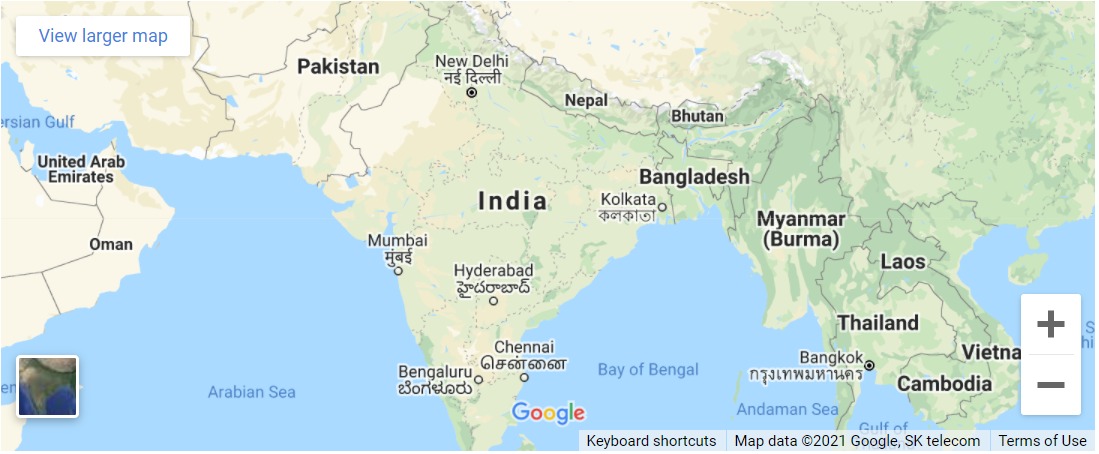 View larger map
Pakistan
New Delhi
नई दिल्ली
Nepal
Bhutan
ersian Gulf
United Arab
Emirates
Bangladesh
India
Kolkata
কলকাতা
Myanmar
(Burma)
Oman
Mumbai
मुंबई
Laos
Hyderabad
హైదరాబాద్
Thailand
Chennai
சென்னை
Vietna
Bangkok
กรุงเทพมหานคร
Bengaluru
ಬೆಂಗಳೂರು
Bay of Bengal
Cambodia
Arabian Sea
Andaman Sea
Google
Gulf of
Keyboard shortcuts
Map data ©2021 Google, SK telecom
Terms of Use